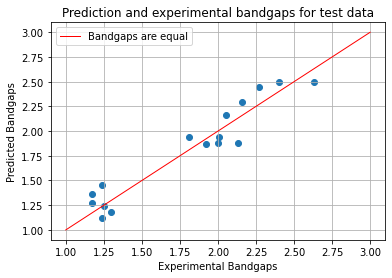 Prediction and experimental bandgaps for test data
Bandgaps are equal
3.00
2.75
2.50
2.25
2.00
1.75
1.50
1.25
1.00
Predicted Bandgaps
1.00 1.25 1.50 1.75 2.00 2.25 2.50 2.75 3.00
Experimental Bandgaps